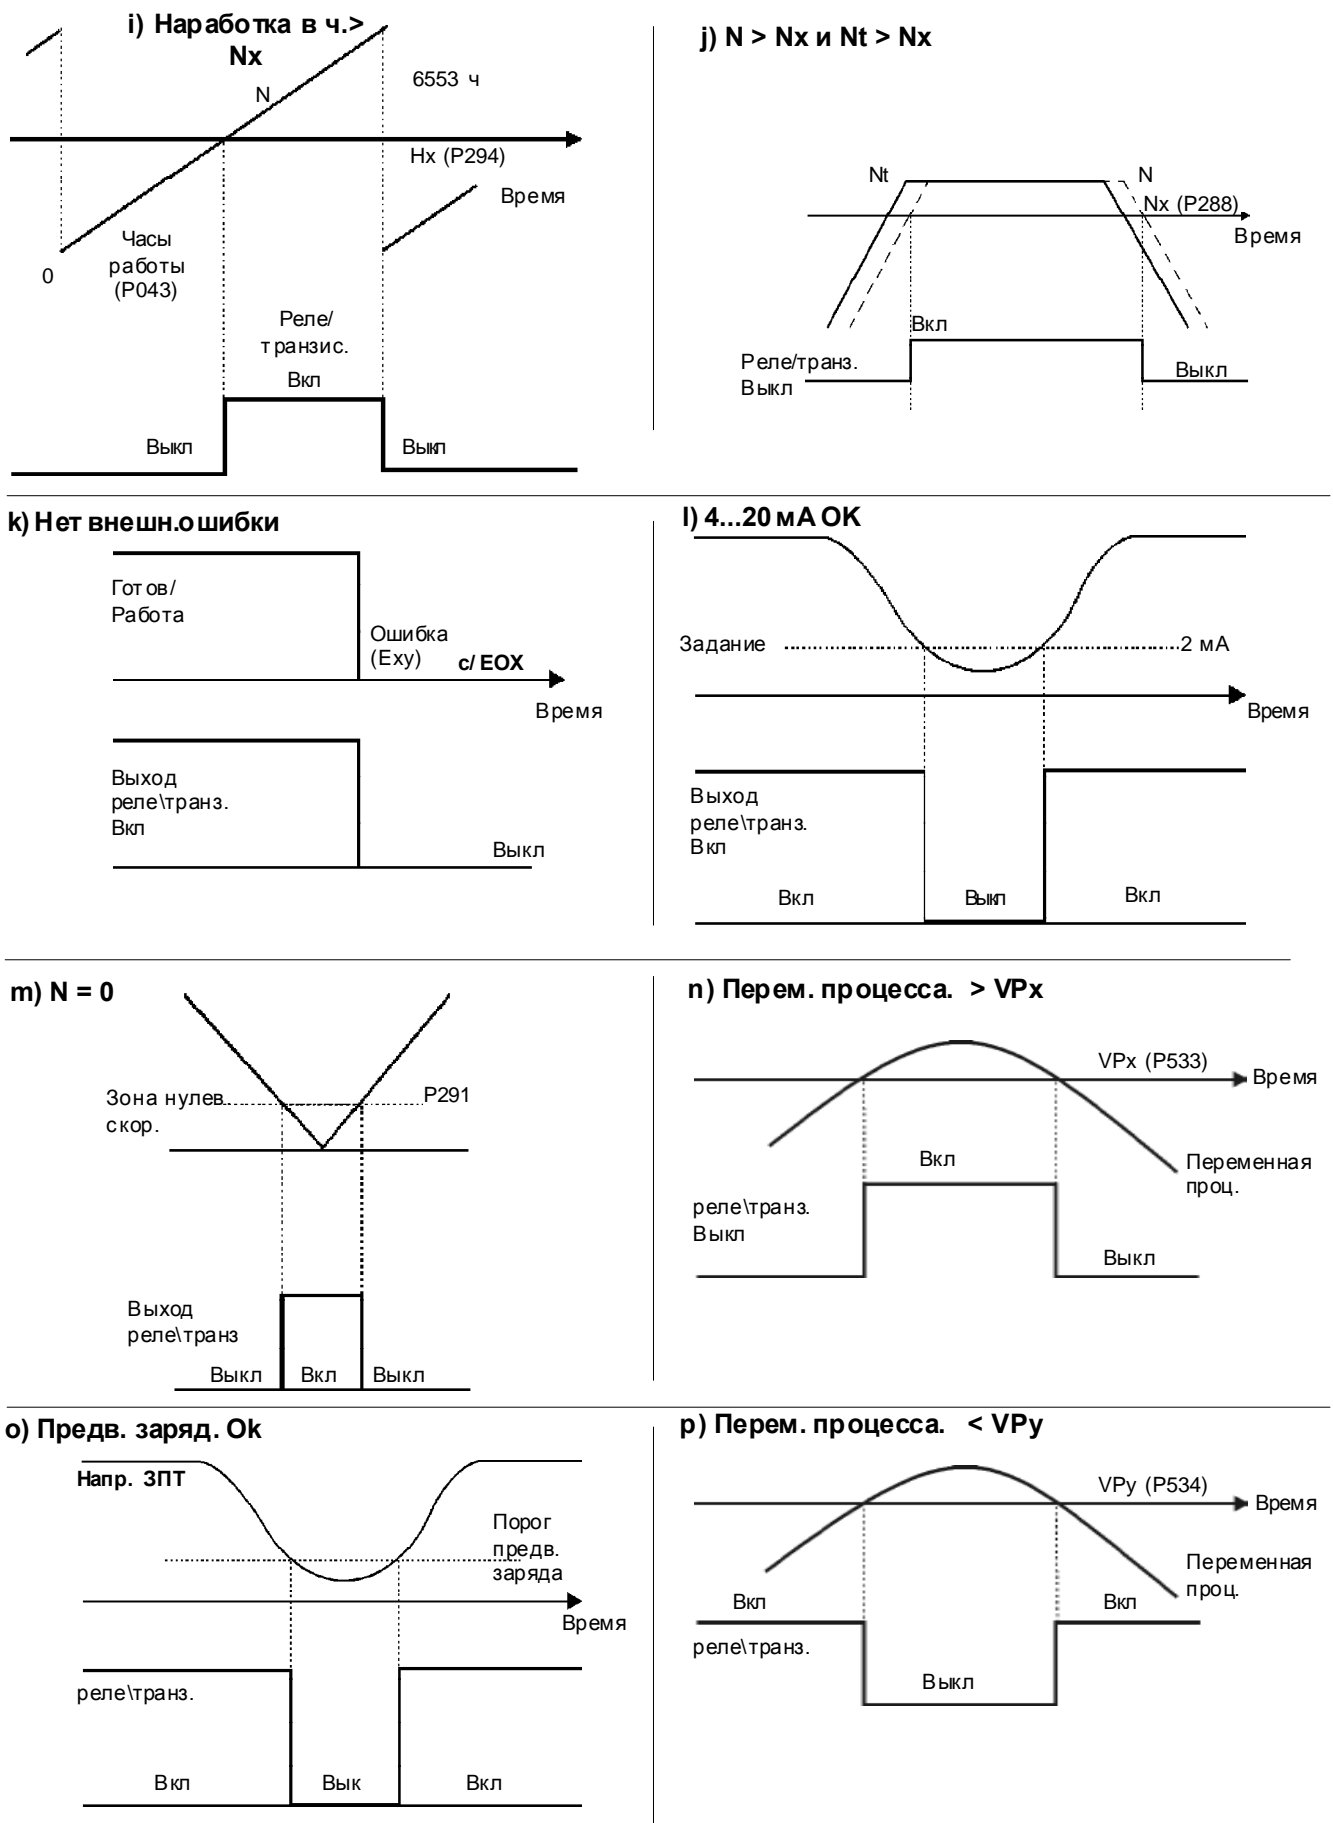 i) Наработка в ч.>
Nx
6553 ч
N
Hx (P294)
Время
Часы
работы
(P043)
0
Реле/
транзис.
Вкл
Выкл
Выкл
j) N > Nx и Nt > Nx
Nt
N
Nx (P288)
Время
Вкл
Реле/транз.
Выкл
Выкл
k) Нет внешн.ошибки
Готов/
Работа
Ошибка
(Exy)
c/ EOX
Время
Выход
реле\транз.
Вкл
Выкл
l) 4...20 мА OK
Задание
2 мА
Время
Выход
реле\транз.
Вкл
Вкл
Выкл
Вкл
m) N = 0
Зона нулев.
скор.
P291
Выход
реле\транз
Выкл
Вкл
Выкл
n) Перем. процесса. > VPx
VPx (P533)
Время
Вкл
Переменная
проц.
реле\транз.
Выкл
Выкл
o) Предв. заряд. Ok
Напр. ЗПТ
Порог
предв.
заряда
Время
реле\транз.
Вкл
Вык
Вкл
p) Перем. процесса. < VPy
VPy (P534)
Время
Переменная
проц.
Вкл
Вкл
реле\транз.
Выкл